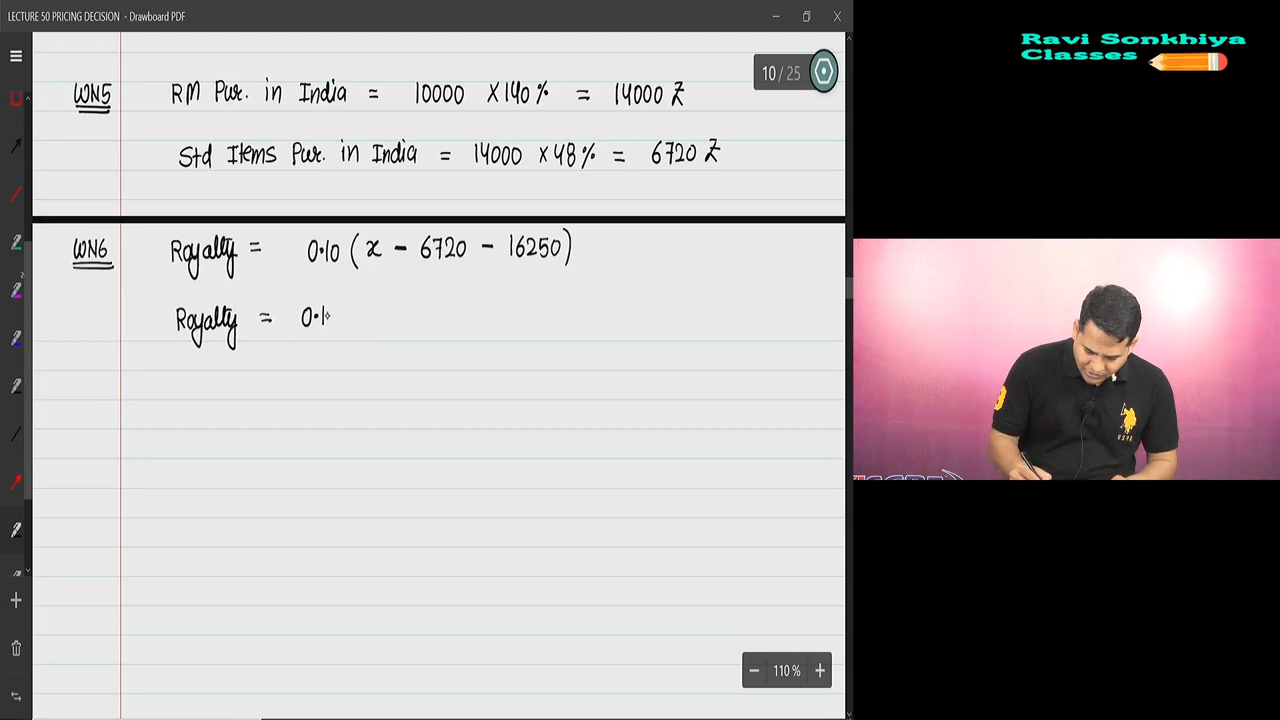 LECTURE 50 PRICING DECISION - Drawboard PDF
Ravi Sonkhiya
Classes
10 / 25
WN5 RM Pur. in India = 10000 × 140% = 14000 Z
Std Items Pur. in India = 14000 × 48% = 6720 Z
WN6 Royalty = 0.10 (x - 6720 - 16250)
Royalty = 0.1
USPA
110 %